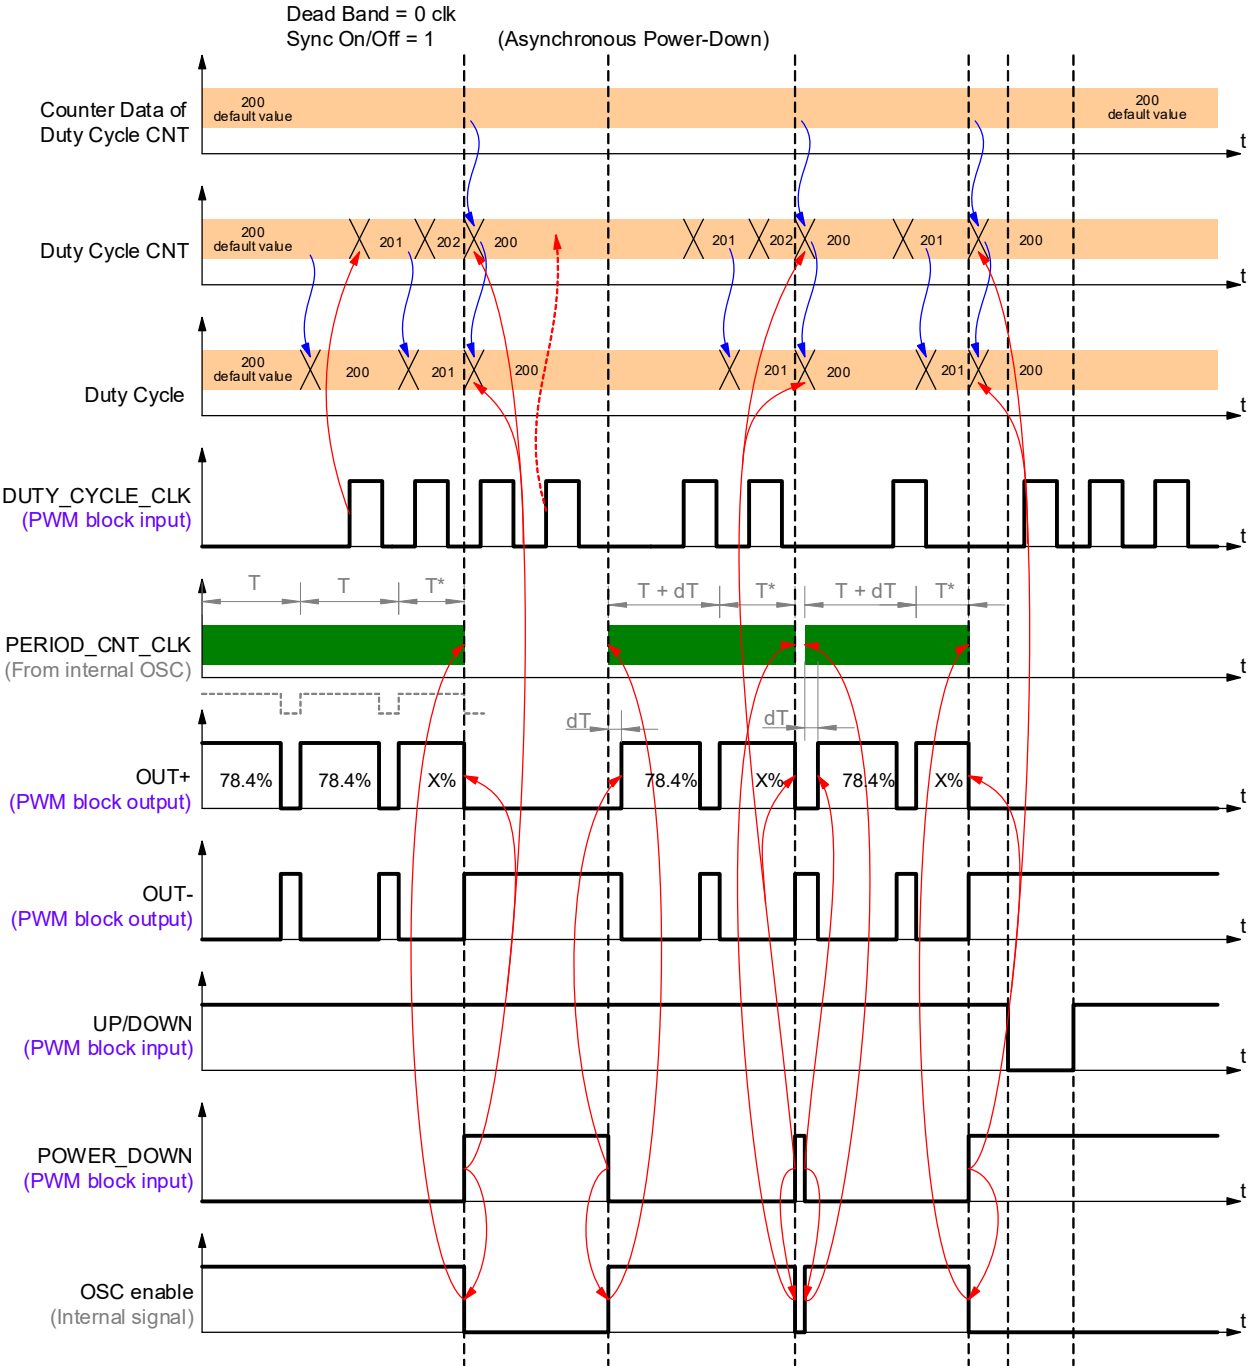 Dead Band = 0 clk
Sync On/Off = 1 (Asynchronous Power-Down)
Counter Data of
Duty Cycle CNT
200
default value
200
default value
t
Duty Cycle CNT
200
default value
201
202
200
201
202
200
201
200
t
Duty Cycle
200
default value
200
201
200
201
200
201
200
t
DUTY_CYCLE_CLK
(PWM block input)
t
T
T
T*
T + dT
T*
T + dT
T*
PERIOD_CNT_CLK
(From internal OSC)
t
dT
dT
OUT+
(PWM block output)
78.4%
78.4%
X%
78.4%
X%
78.4%
X%
t
OUT-
(PWM block output)
t
UP/DOWN
(PWM block input)
t
POWER_DOWN
(PWM block input)
t
OSC enable
(Internal signal)
t